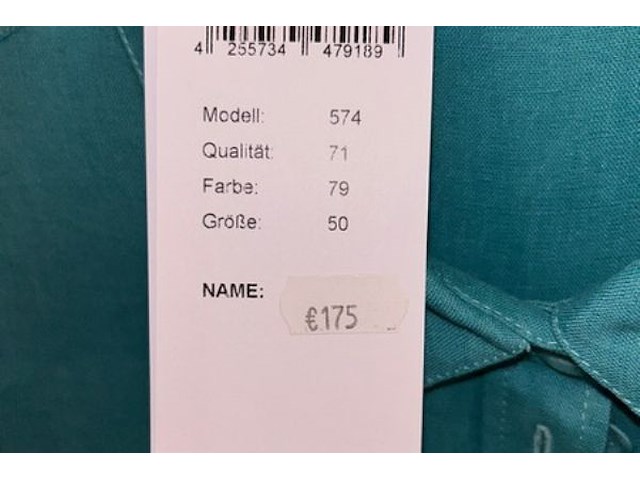 4 255734 479189
Modell: 574
Qualität: 71
Farbe: 79
Größe: 50
NAME:
€175